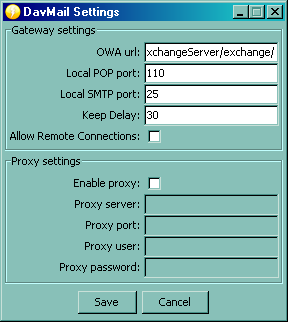 DavMail Settings
Gateway settings
OWA url: xchangeServer/exchange/
Local POP port: 110
Local SMTP port: 25
Keep Delay: 30
Allow Remote Connections:
Proxy settings
Enable proxy:
Proxy server:
Proxy port:
Proxy user:
Proxy password:
Save Cancel